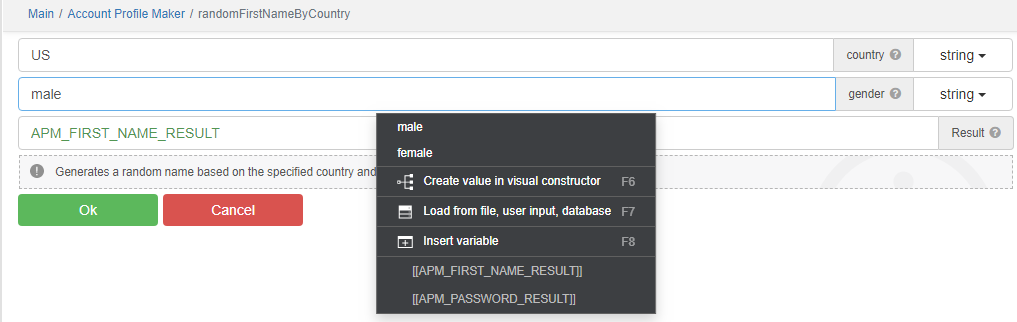 Main / Account Profile Maker / randomFirstNameByCountry
US country ? string
male gender ? string
APM_FIRST_NAME_RESULT Result ?
male
female
! Generates a random name based on the specified country and
Create value in visual constructor F6
Ok Cancel
Load from file, user input, database F7
Insert variable F8
[[APM_FIRST_NAME_RESULT]]
[[APM_PASSWORD_RESULT]]